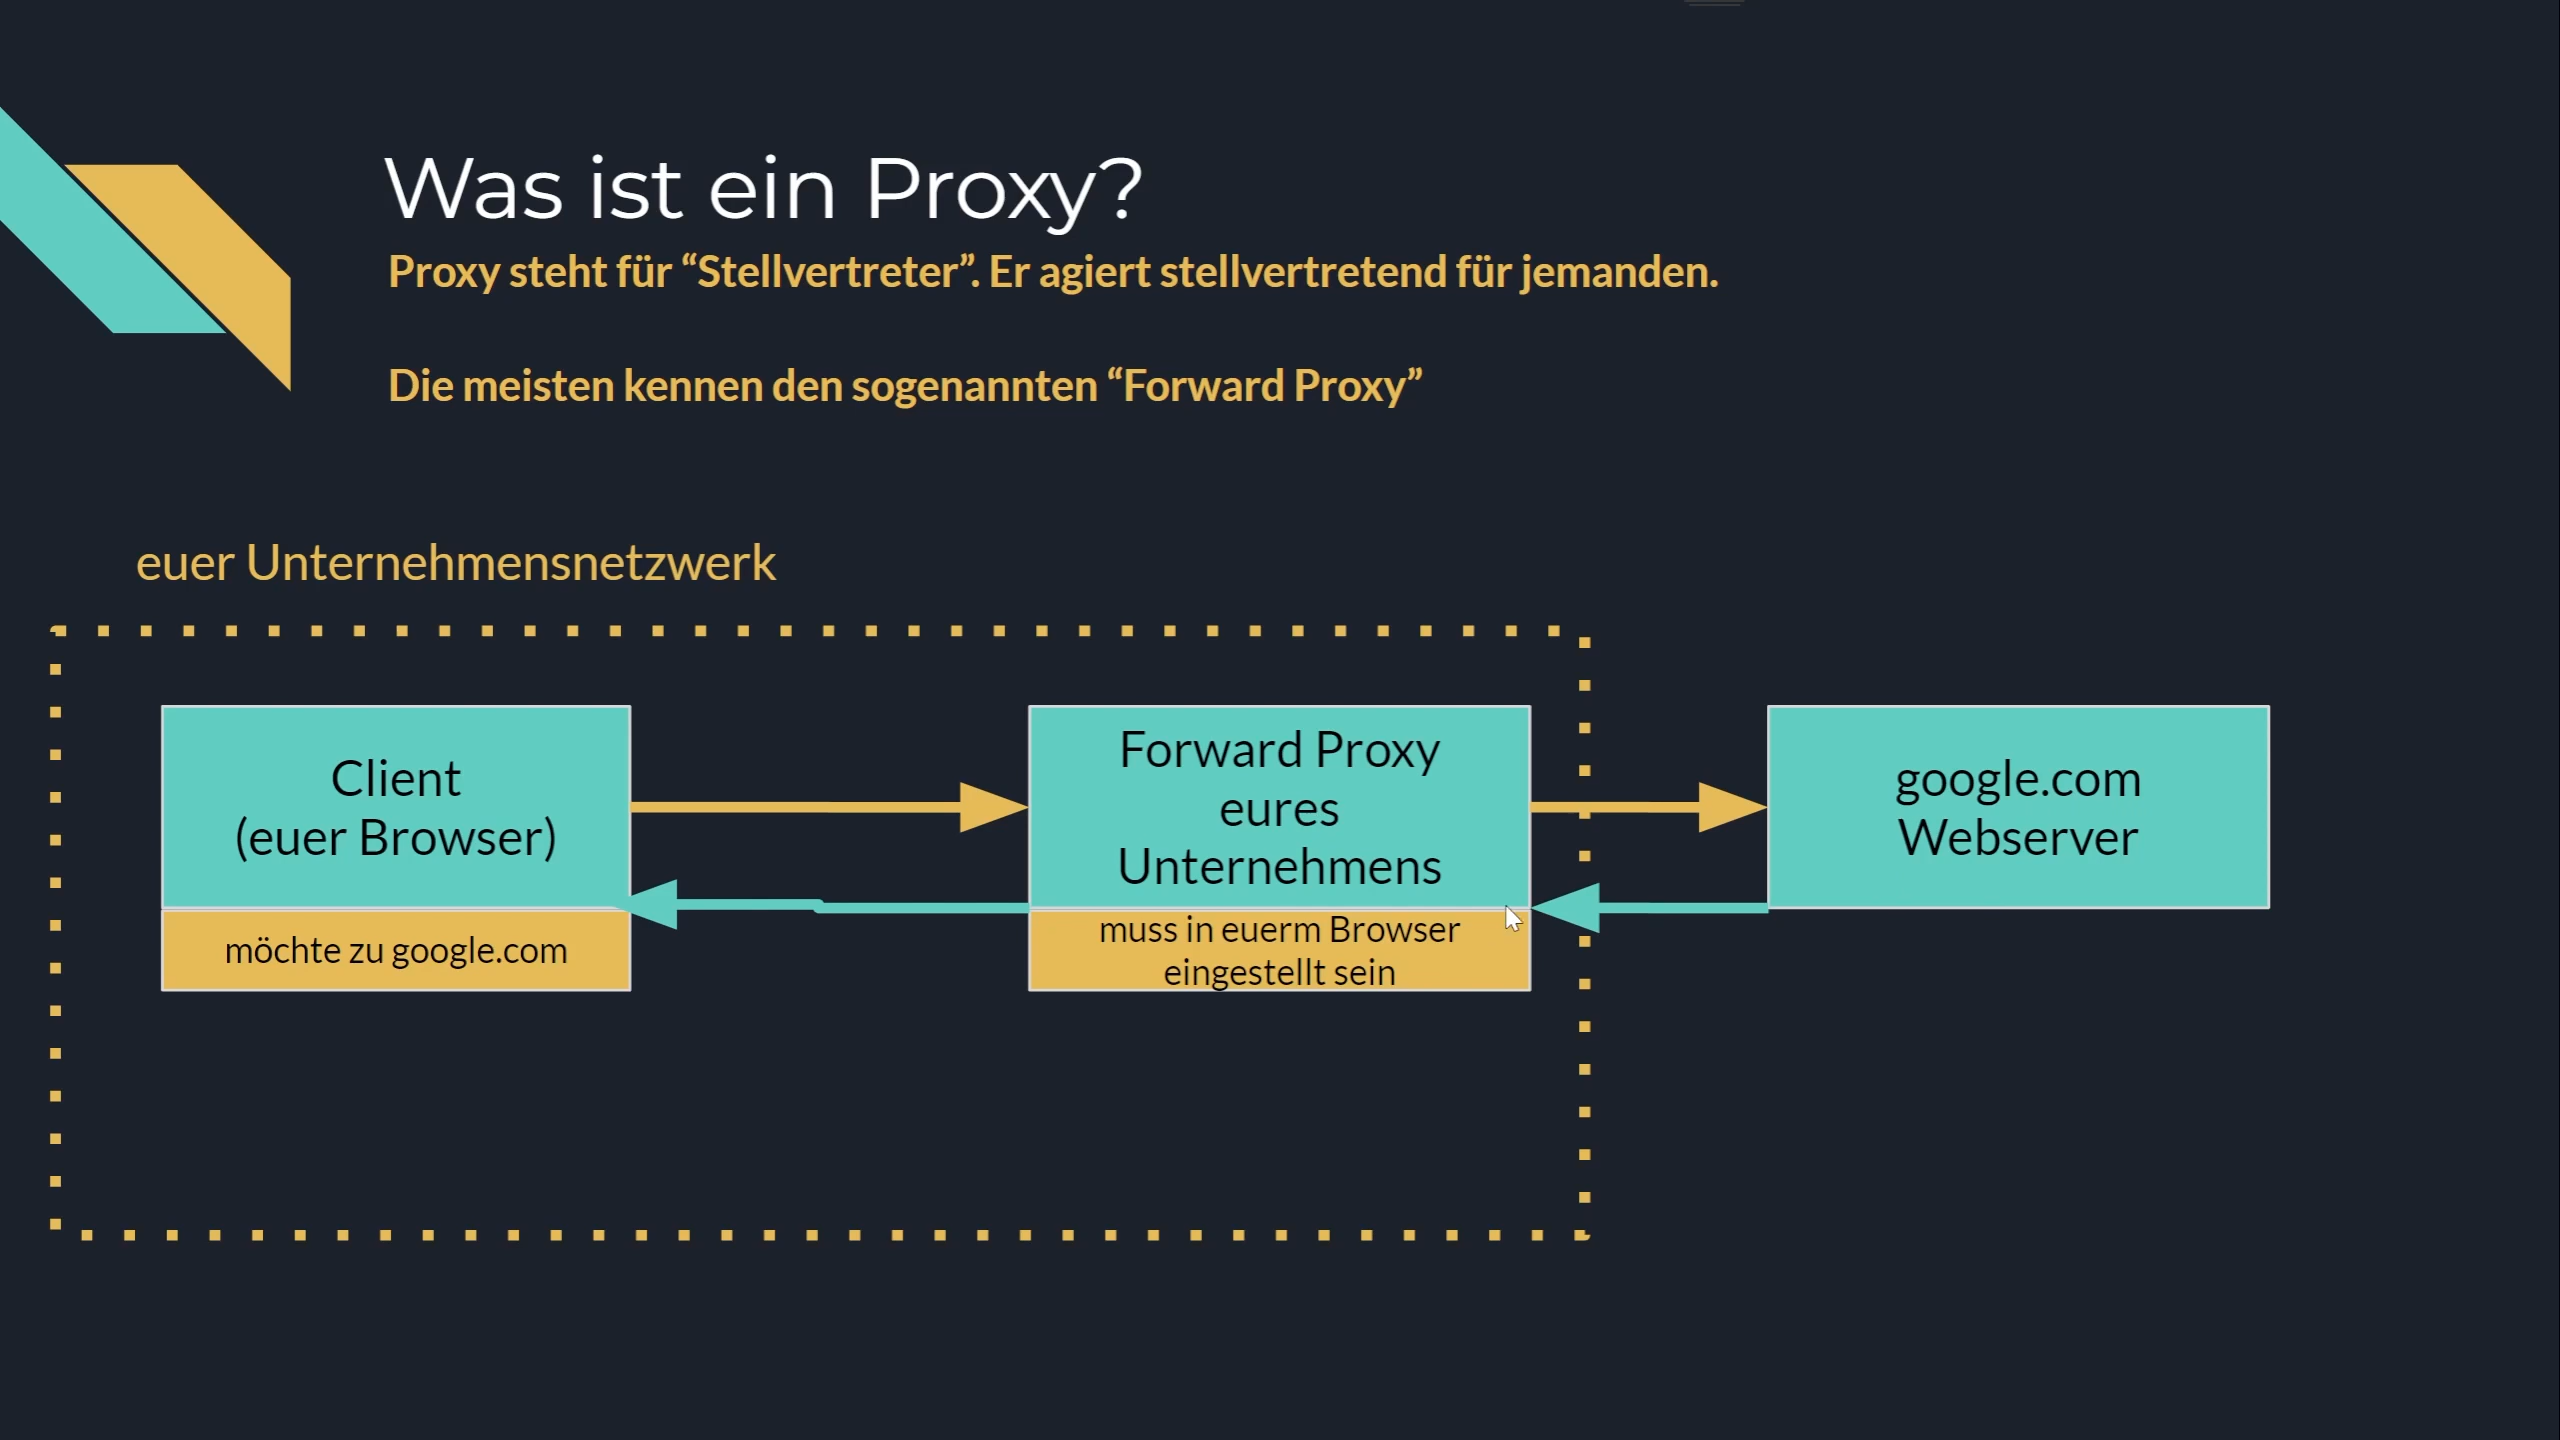 Was ist ein Proxy?
Proxy steht für “Stellvertreter”. Er agiert stellvertretend für jemanden.
Die meisten kennen den sogenannten “Forward Proxy”
euer Unternehmensnetzwerk
Client
(euer Browser)
möchte zu google.com
Forward Proxy
eures
Unternehmens
muss in euerm Browser
eingestellt sein
google.com
Webserver